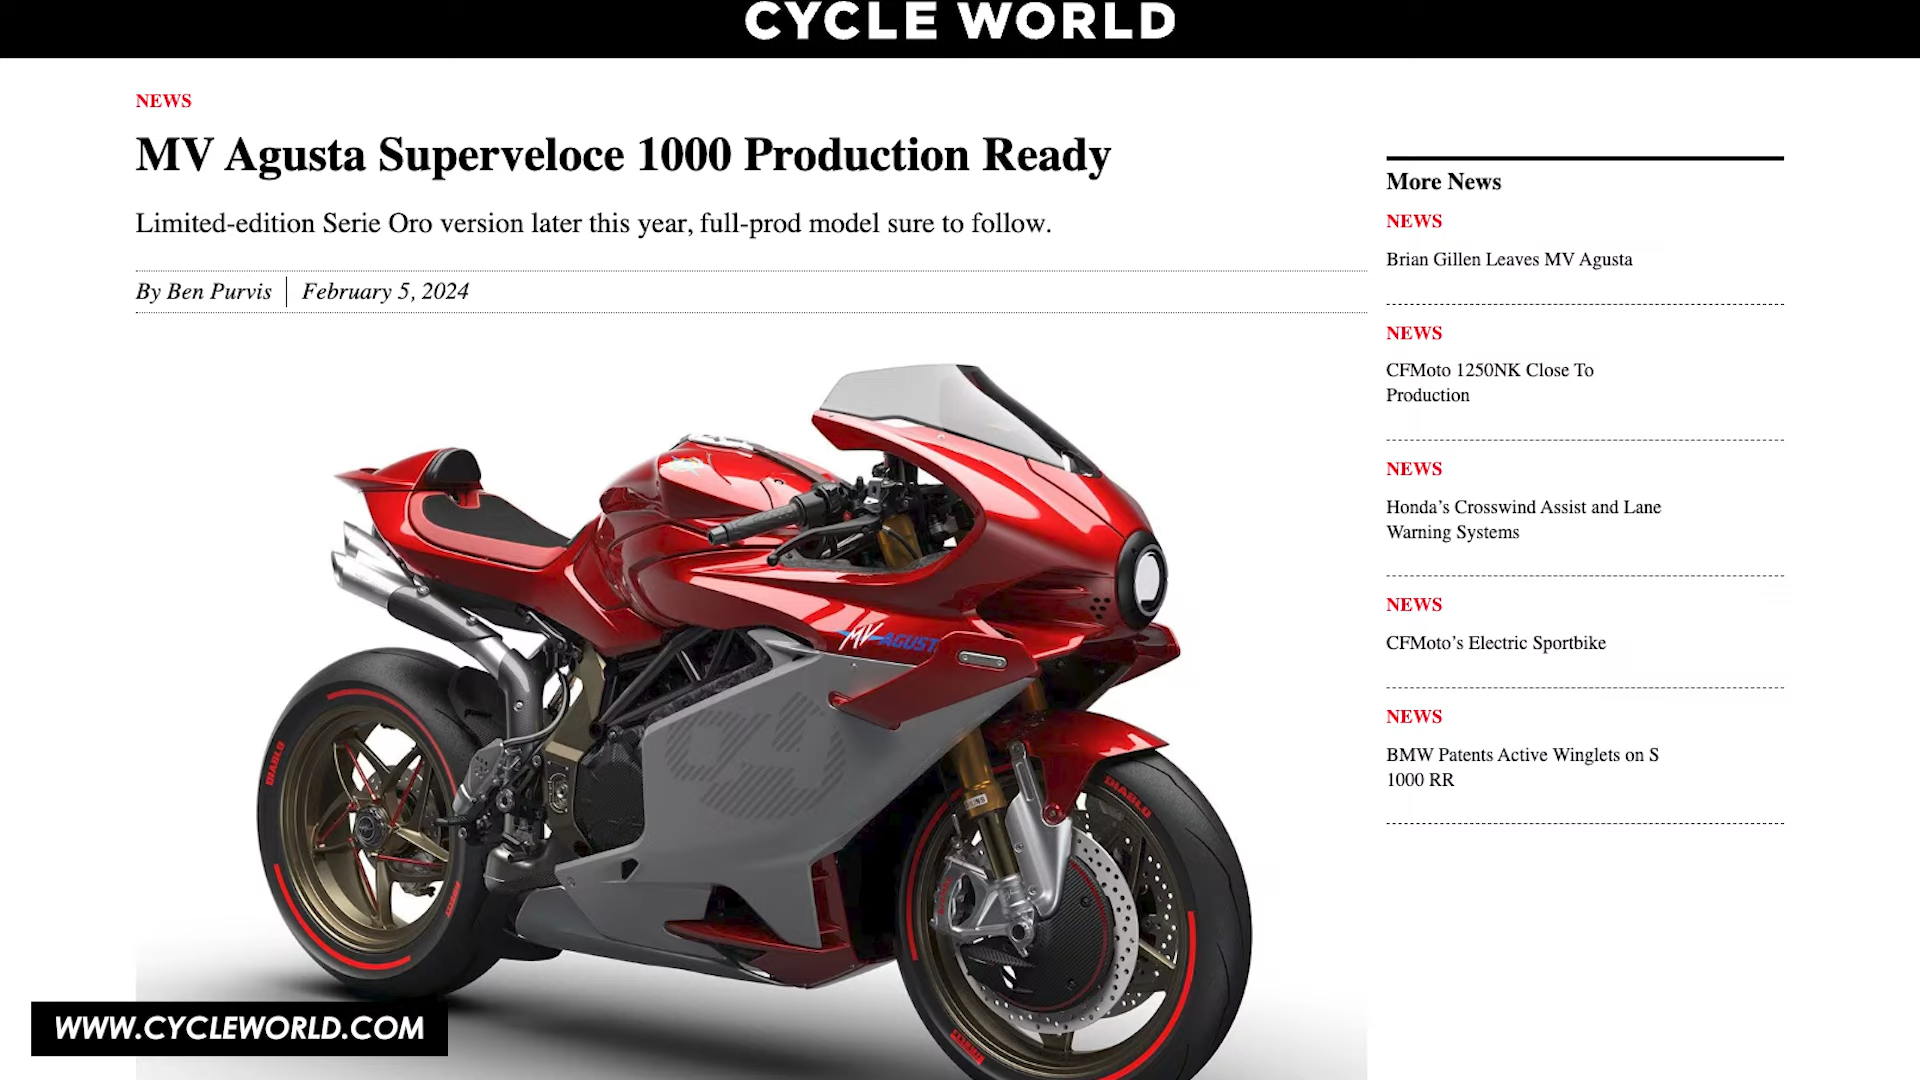 CYCLE WORLD
NEWS
MV Agusta Superveloce 1000 Production Ready
Limited-edition Serie Oro version later this year, full-prod model sure to follow.
By Ben Purvis
February 5, 2024
More News
NEWS
Brian Gillen Leaves MV Agusta
NEWS
CFMoto 1250NK Close To
Production
NEWS
Honda’s Crosswind Assist and Lane
Warning Systems
NEWS
CFMoto’s Electric Sportbike
NEWS
BMW Patents Active Winglets on S
1000 RR
MV AGUST
DIABLO
DIABLO
WWW.CYCLEWORLD.COM